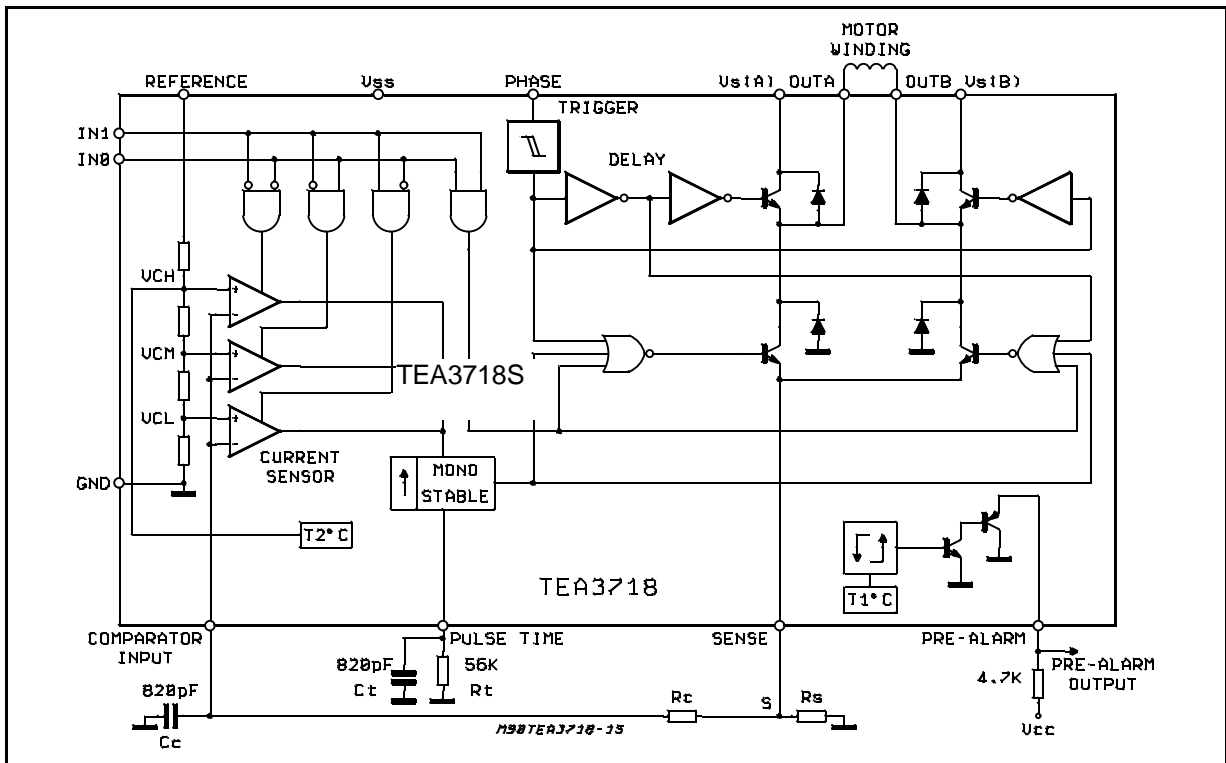 MOTOR
WINDING
REFERENCE
Vss
PHASE
Vs(A)
OUTA
OUTB
Vs(B)
TRIGGER
IN1
IN0
DELAY
VCH
VCM
TEA3718S
VCL
CURRENT
SENSOR
GND
MONO
STABLE
T2°C
TEA3718
T1°C
COMPARATOR
INPUT
PULSE TIME
SENSE
PRE-ALARM
820pF
Ct
56K
Rt
PRE-ALARM
OUTPUT
4.7K
820pF
Cc
Rc
S
Rs
Vcc
M90TEA3718-15
+
-
+
-
+
-